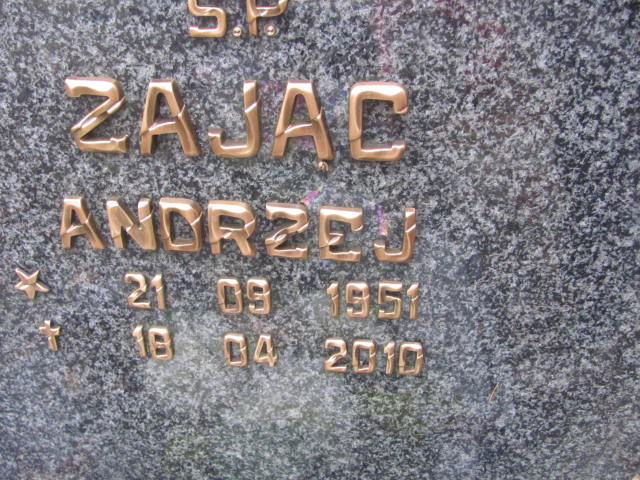 Ś.P.
ZAJĄC
ANDRZEJ
21 09 1951
18 04 2010